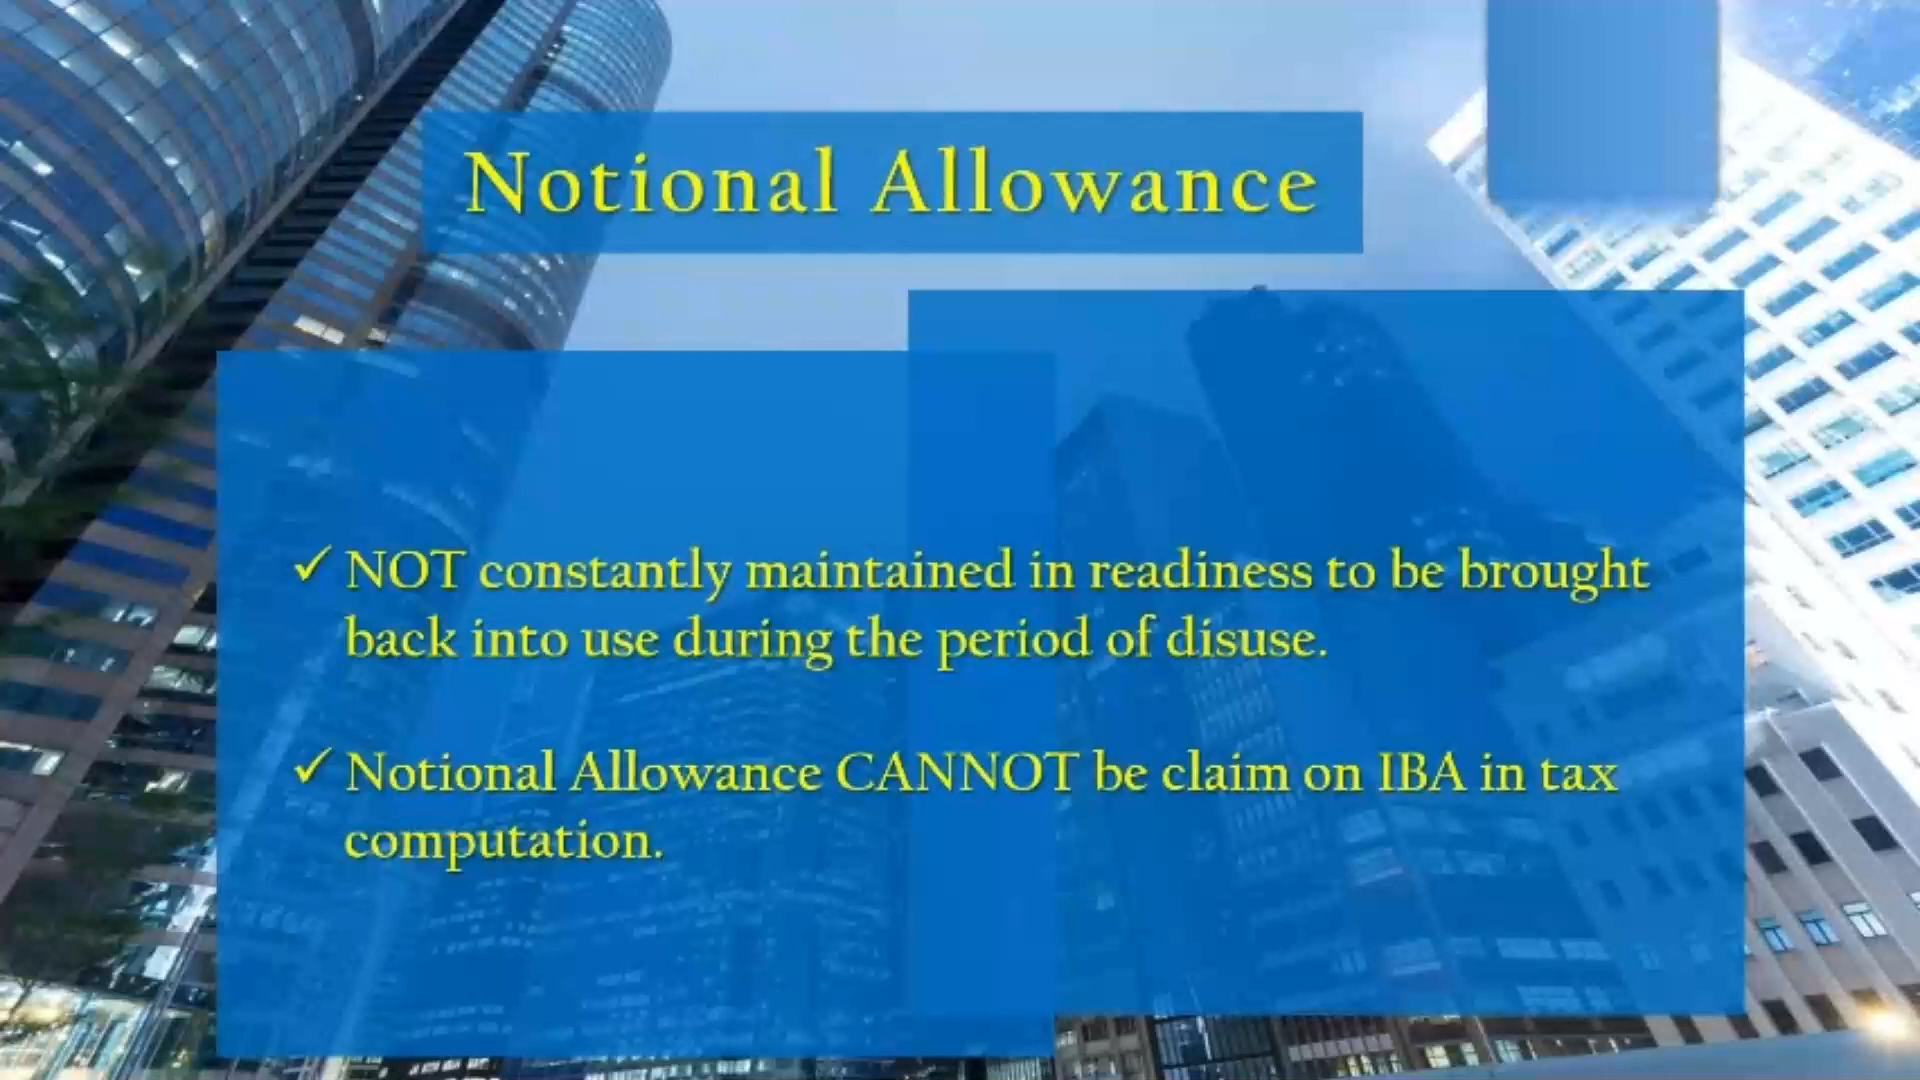 Notional Allowance
✓ NOT constantly maintained in readiness to be brought
back into use during the period of disuse.
✓ Notional Allowance CANNOT be claim on IBA in tax
computation.